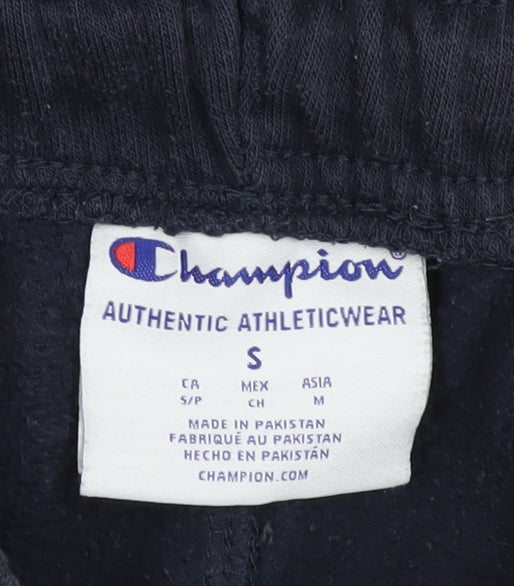 Champion®
AUTHENTIC ATHLETICWEAR
S
CA MEX ASIA
S/P CH M
MADE IN PAKISTAN
FABRIQUÉ AU PAKISTAN
HECHO EN PAKISTÁN
CHAMPION.COM